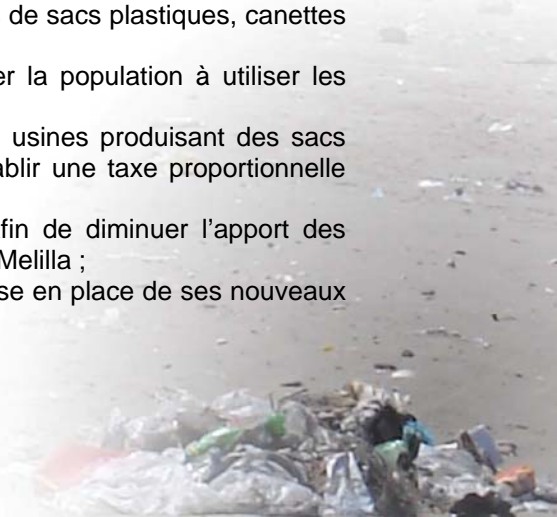 de sacs plastiques, canettes
er la population à utiliser les
usines produisant des sacs
ablir une taxe proportionnelle
afin de diminuer l’apport des
Melilla ;
se en place de ses nouveaux